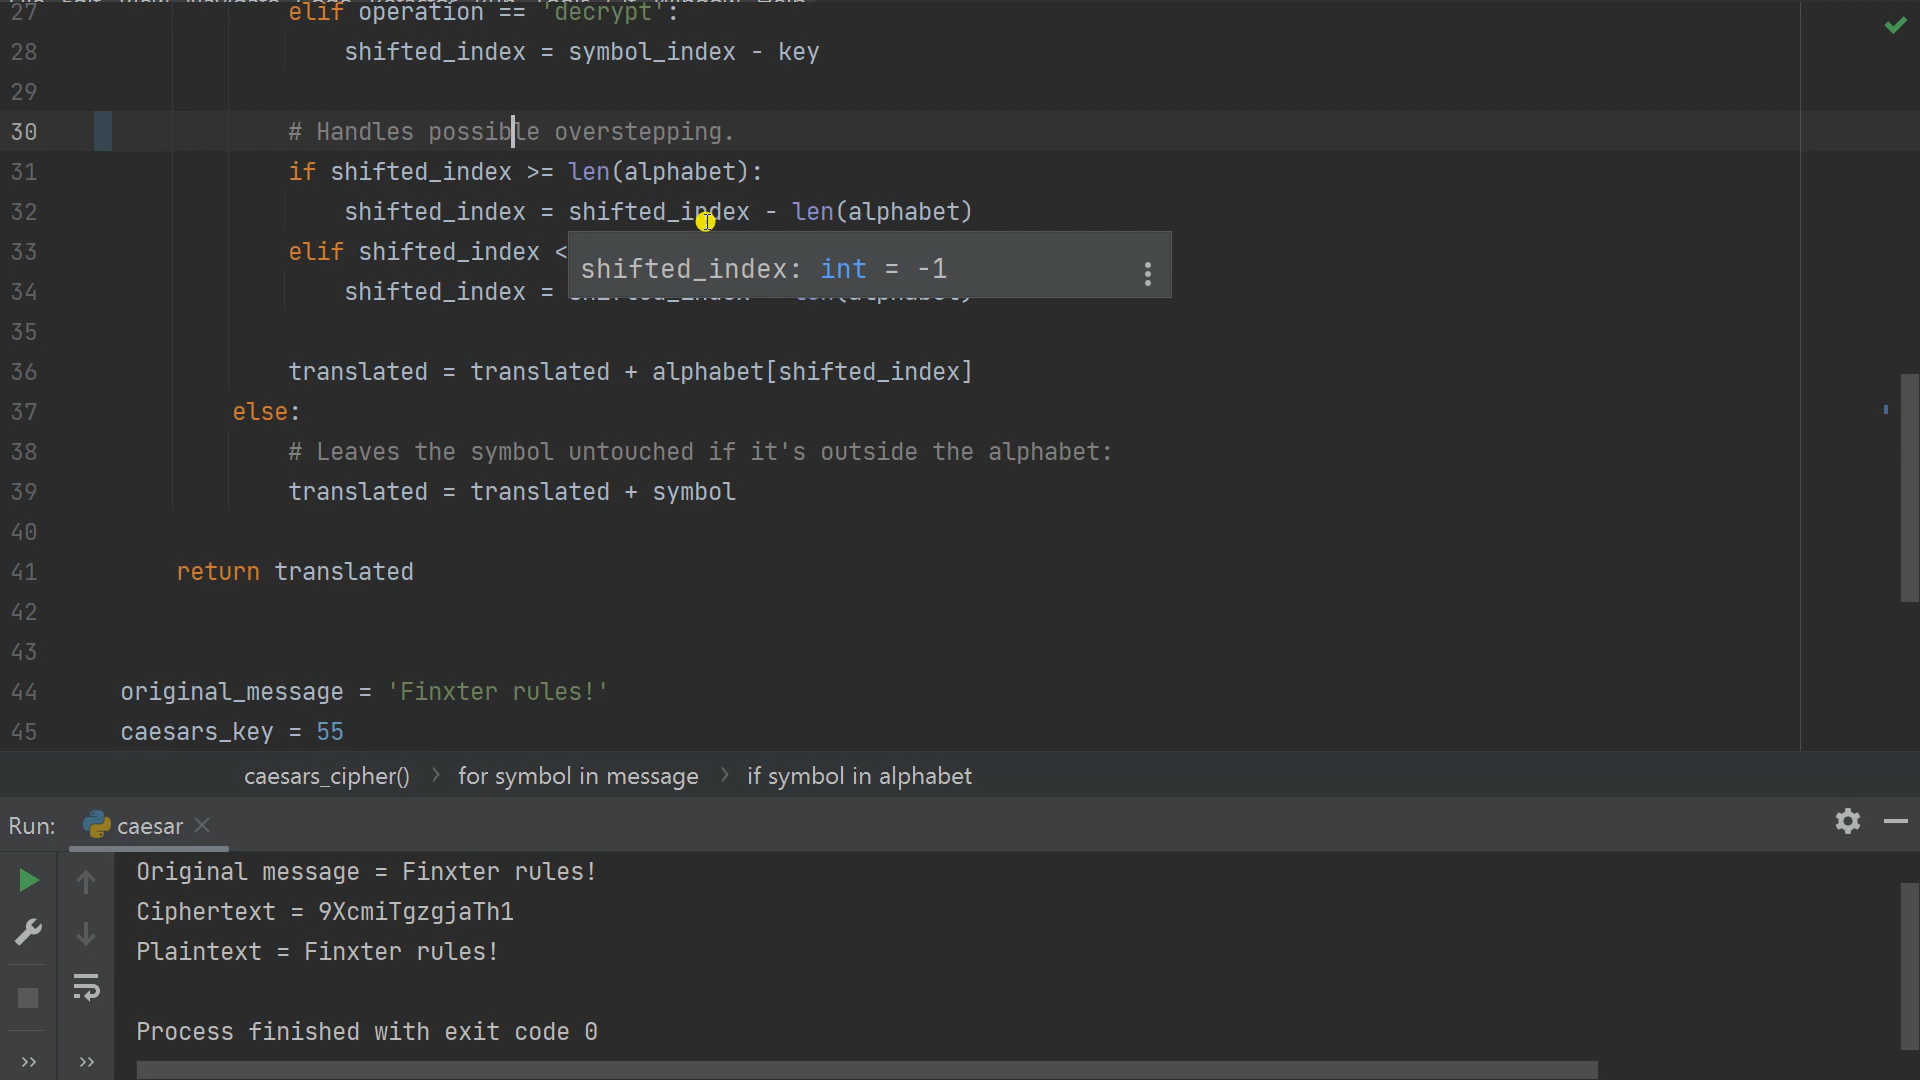 27 elif operation == 'decrypt':
28 shifted_index = symbol_index - key
29
30 # Handles possible overstepping.
31 if shifted_index >= len(alphabet):
32 shifted_index = shifted_index - len(alphabet)
33 elif shifted_index <
shifted_index: int = -1
34 shifted_index =
35
36 translated = translated + alphabet[shifted_index]
37 else:
38 # Leaves the symbol untouched if it's outside the alphabet:
39 translated = translated + symbol
40
41 return translated
42
43
44 original_message = 'Finxter rules!'
45 caesars_key = 55
caesars_cipher() > for symbol in message > if symbol in alphabet
Run: caesar
Original message = Finxter rules!
Ciphertext = 9XcmiTgzgjaTh1
Plaintext = Finxter rules!
Process finished with exit code 0